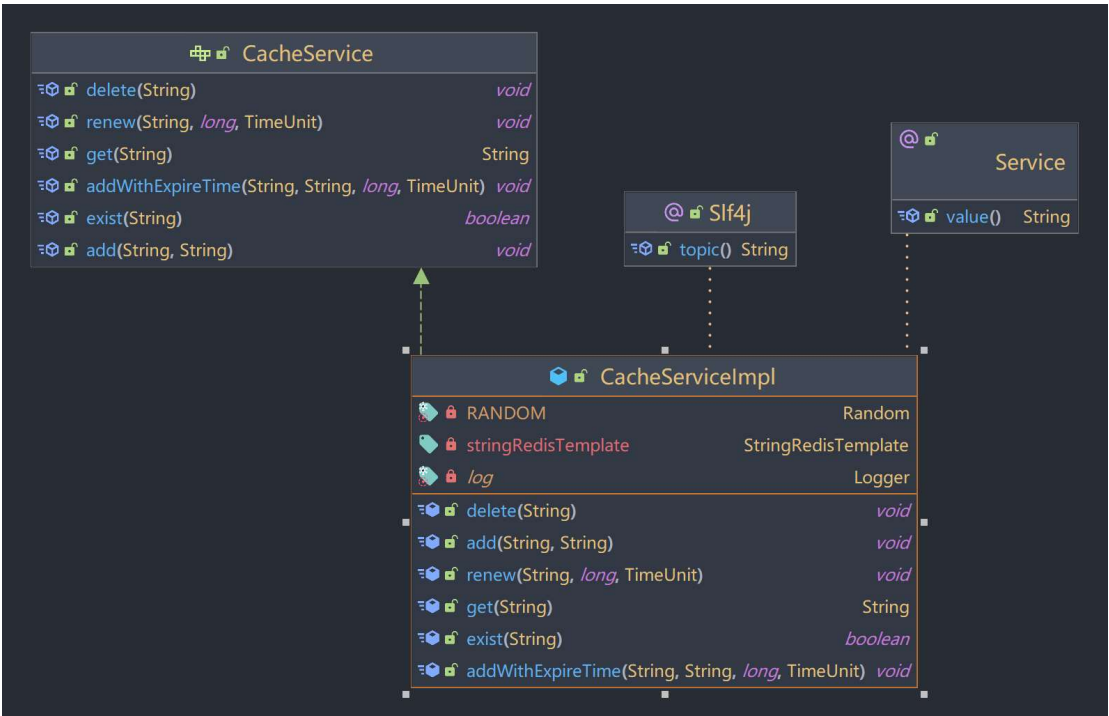 CacheService
delete(String) void
renew(String, long, TimeUnit) void
get(String) String
addWithExpireTime(String, String, long, TimeUnit) void
exist(String) boolean
add(String, String) void
@ Slf4j
topic() String
@
Service
value() String
CacheServiceImpl
RANDOM Random
stringRedisTemplate StringRedisTemplate
log Logger
delete(String) void
add(String, String) void
renew(String, long, TimeUnit) void
get(String) String
exist(String) boolean
addWithExpireTime(String, String, long, TimeUnit) void